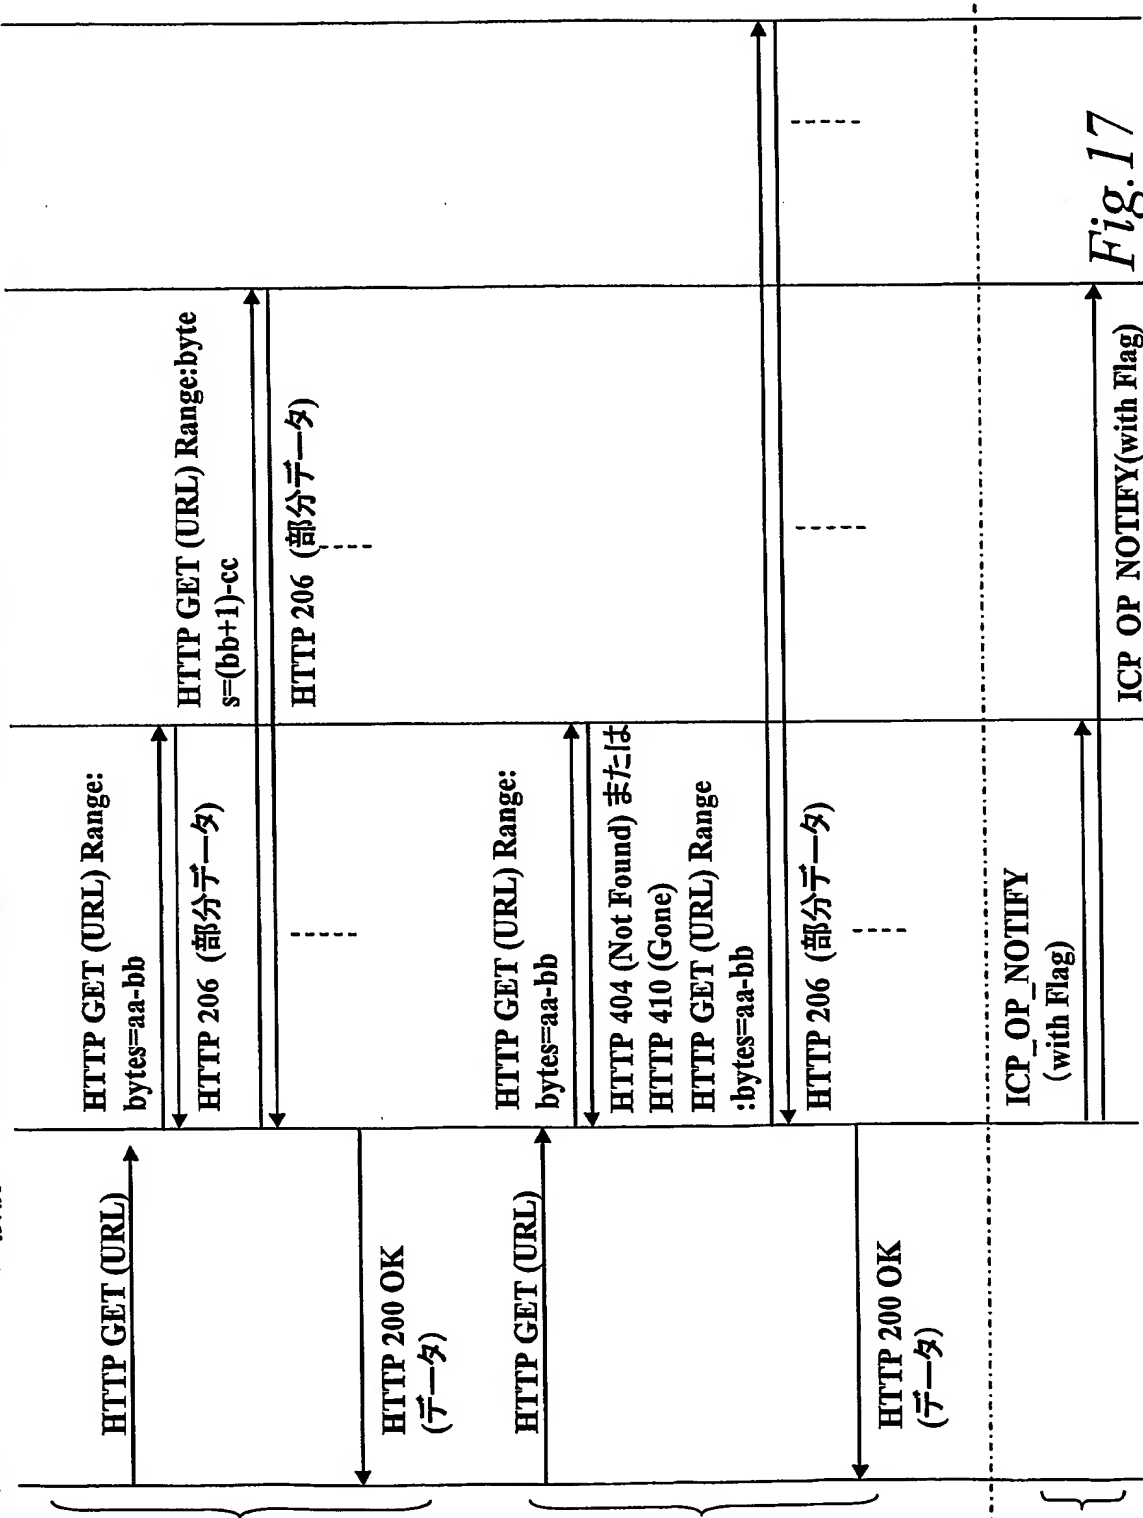 HTTP GET (URL)
HTTP GET (URL) Range:
bytes=aa-bb
HTTP 206 (部分データ)
HTTP GET (URL) Range:byte
s=(bb+1)-cc
HTTP 206 (部分データ)
HTTP 200 OK
(データ)
HTTP GET (URL)
HTTP GET (URL) Range:
bytes=aa-bb
HTTP 404 (Not Found) または
HTTP 410 (Gone)
HTTP GET (URL) Range
:bytes=aa-bb
HTTP 206 (部分データ)
HTTP 200 OK
(データ)
ICP_OP_NOTIFY
(with Flag)
ICP OP NOTIFY(with Flag)
Fig.17